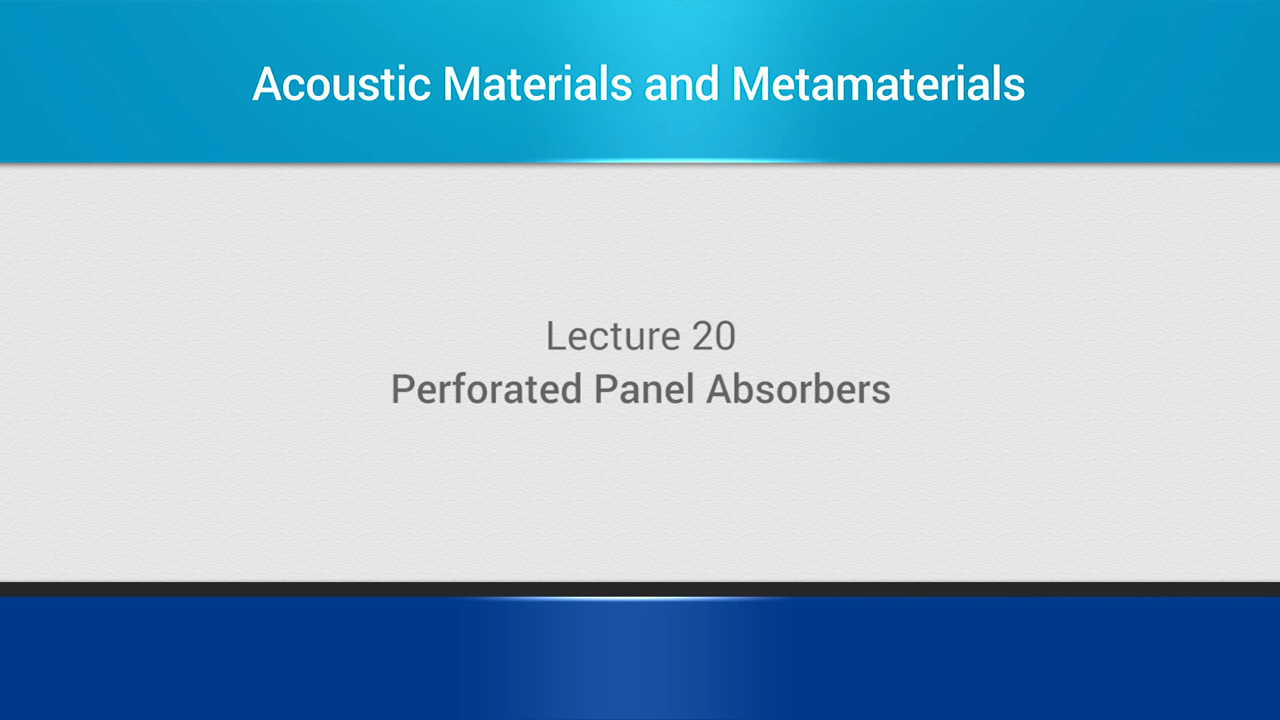 Acoustic Materials and Metamaterials
Lecture 20
Perforated Panel Absorbers